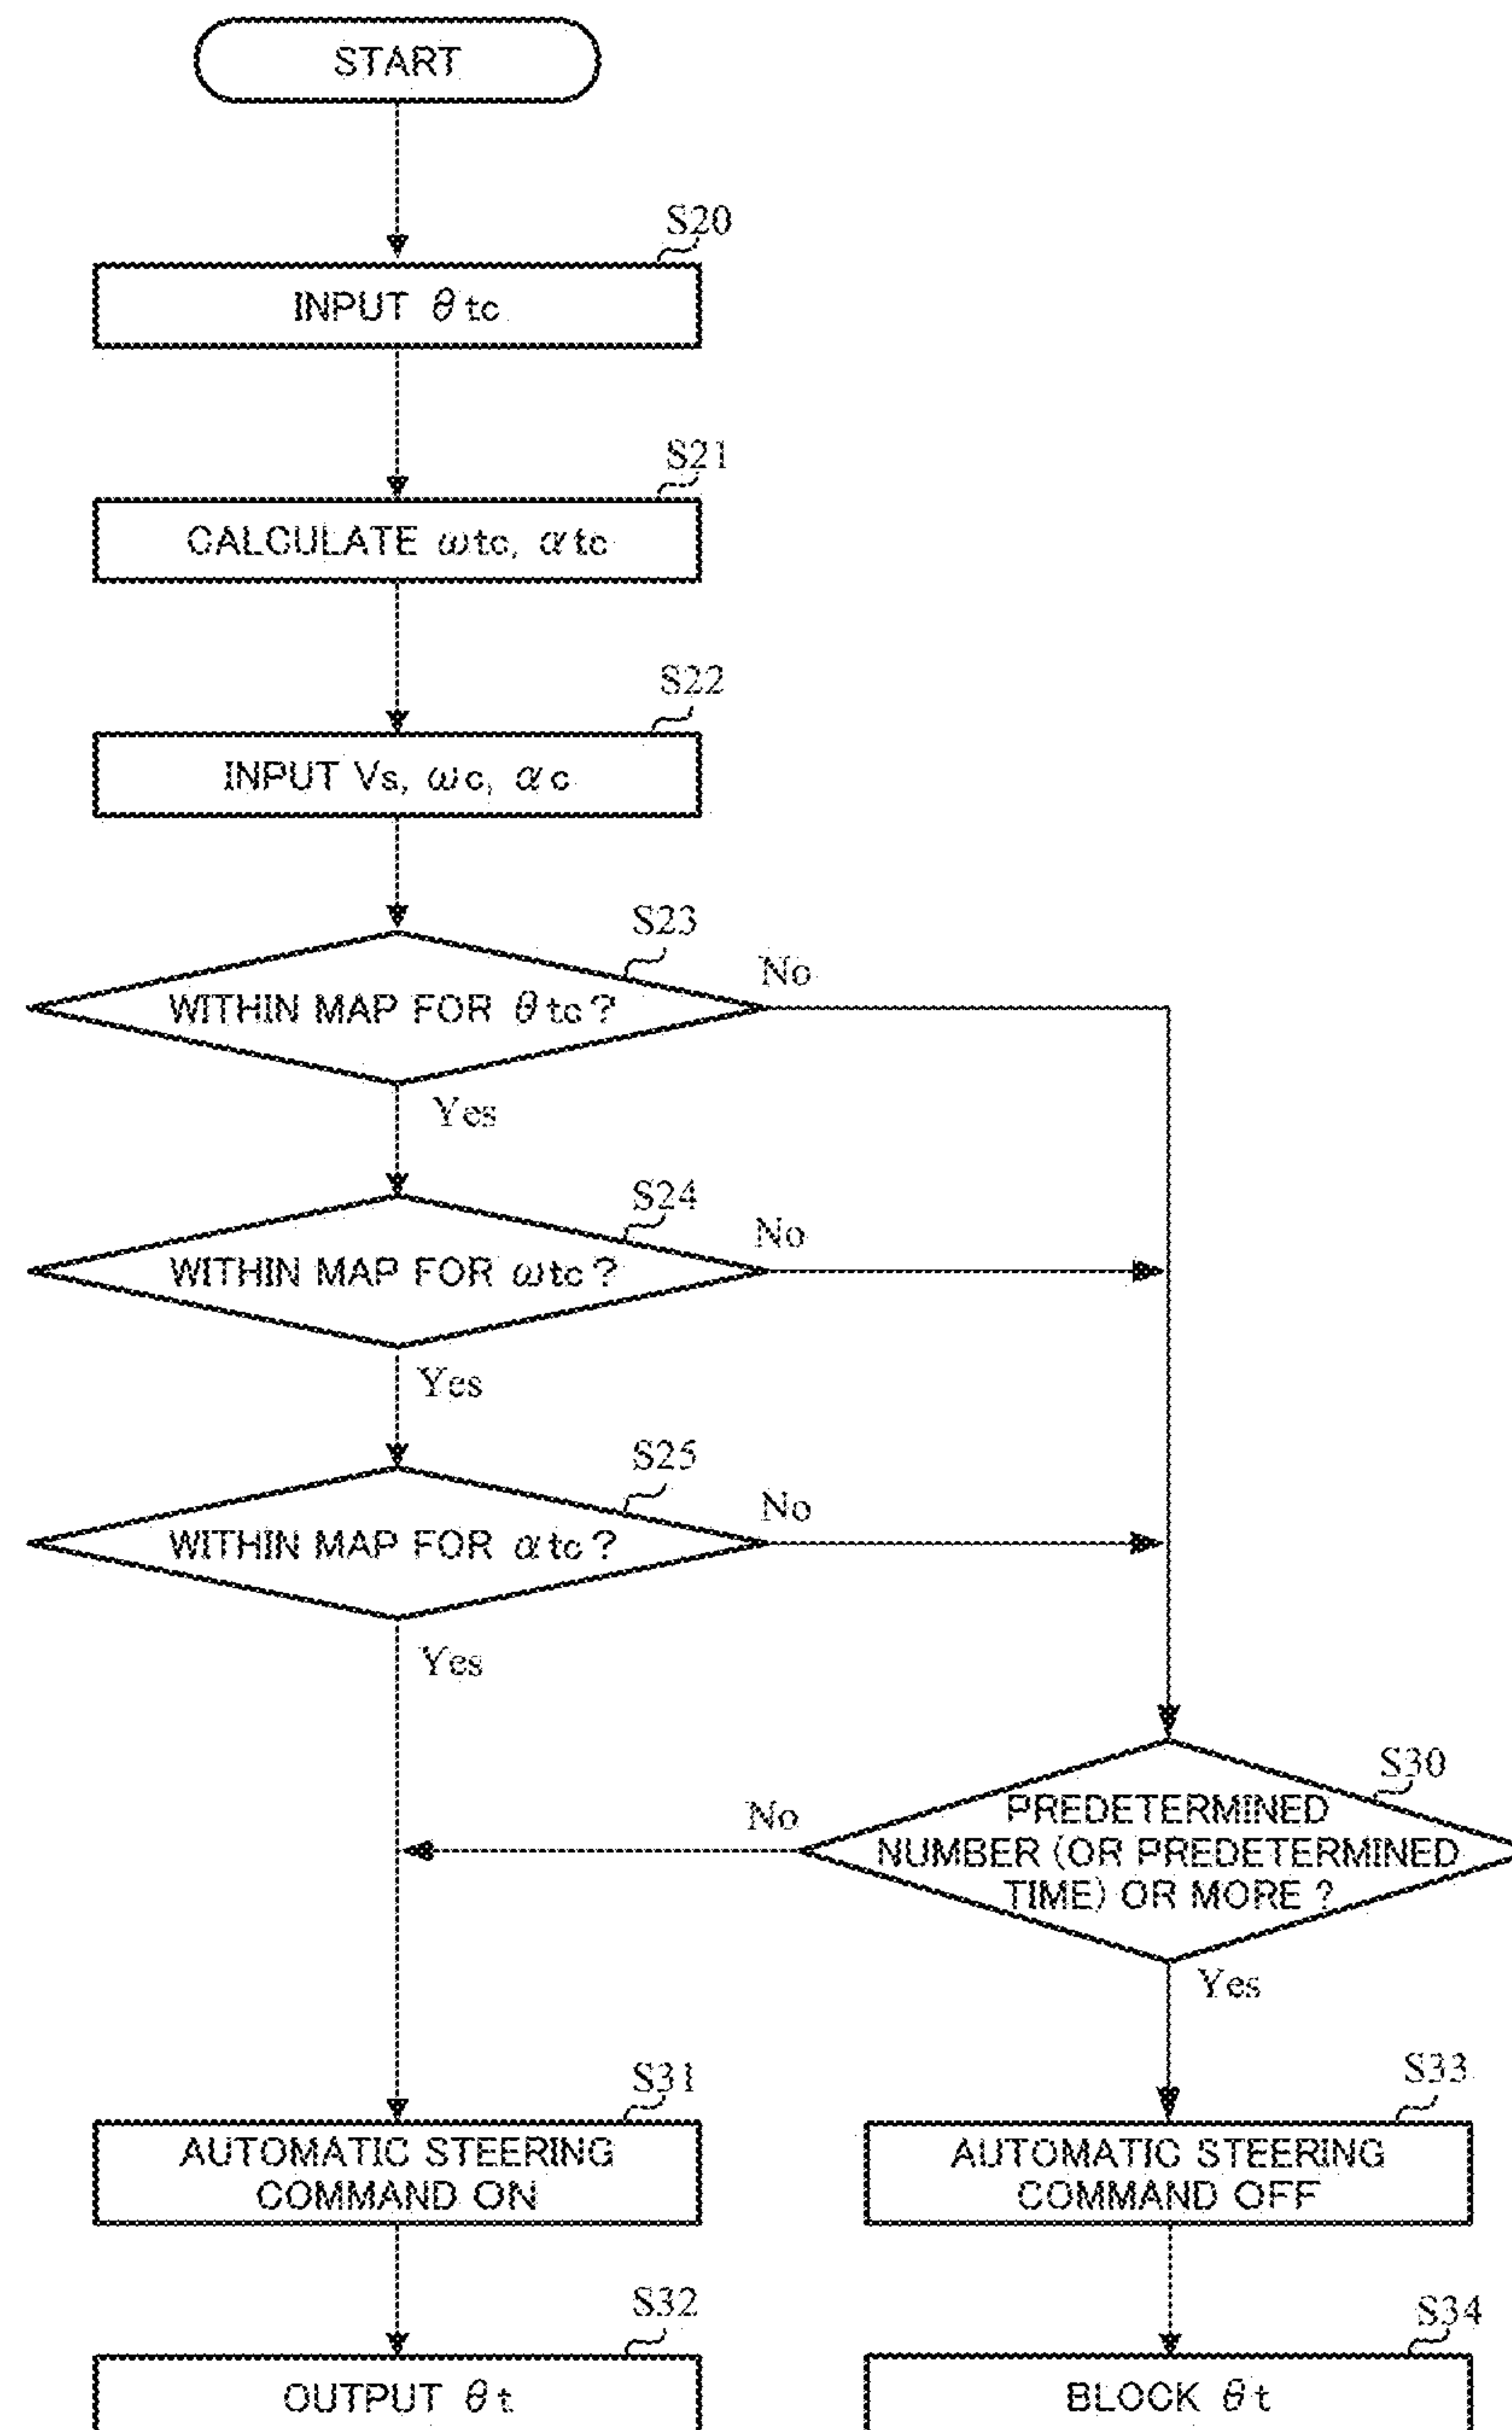 START
S20
INPUT θtc
S21
CALCULATE ωtc, αtc
S22
INPUT Vs, ωc, αc
S23
WITHIN MAP FOR θtc?
No
Yes
S24
WITHIN MAP FOR ωtc?
No
Yes
S25
WITHIN MAP FOR αtc?
No
Yes
S30
PREDETERMINED
NUMBER (OR PREDETERMINED
TIME) OR MORE ?
No
Yes
S31
AUTOMATIC STEERING
COMMAND ON
S33
AUTOMATIC STEERING
COMMAND OFF
S32
OUTPUT θt
S34
BLOCK θt